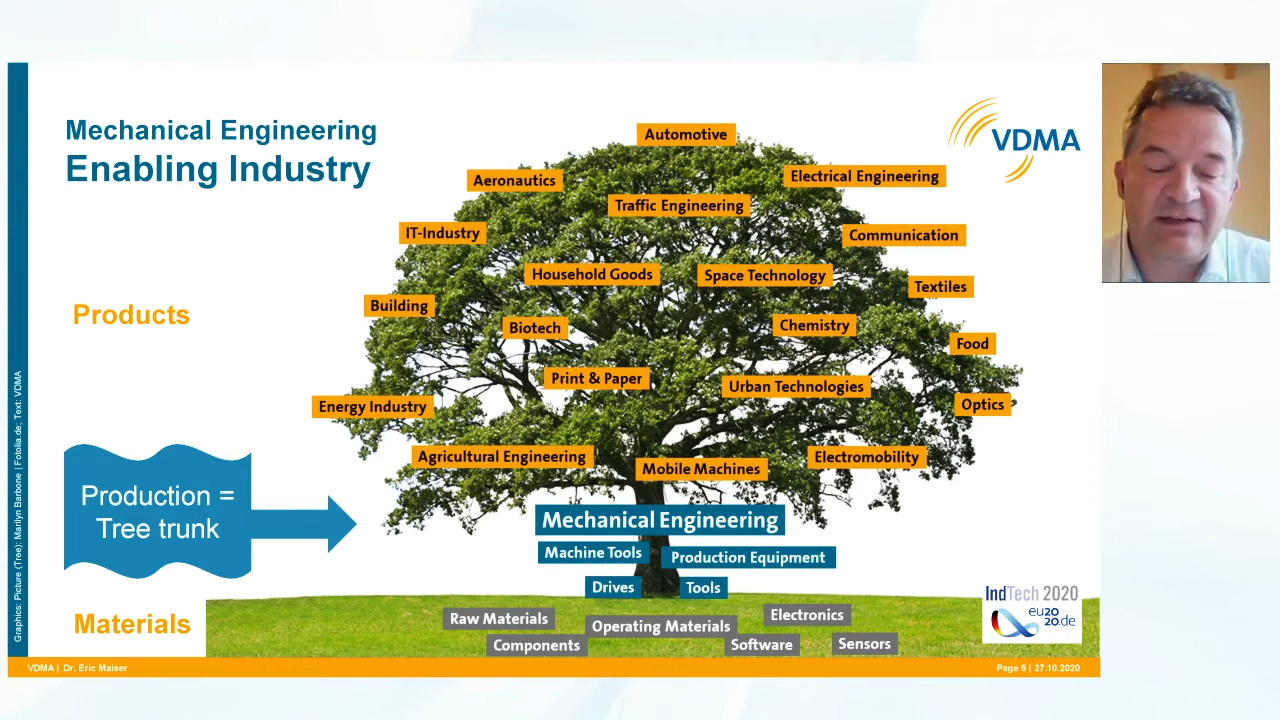 Mechanical Engineering
Enabling Industry
VDMA
Automotive
Aeronautics
Electrical Engineering
Traffic Engineering
IT-Industry
Communication
Household Goods
Space Technology
Textiles
Building
Products
Biotech
Chemistry
Food
Print & Paper
Urban Technologies
Energy Industry
Optics
Agricultural Engineering
Mobile Machines
Electromobility
Production =
Tree trunk
Mechanical Engineering
Machine Tools
Production Equipment
Drives
Tools
Materials
Raw Materials
Operating Materials
Electronics
Components
Software
Sensors
IndTech 2020
eu20
20.de
Graphics: Picture (Tree): Marilyn Barbone | Fotolia.de; Text: VDMA
VDMA | Dr. Eric Maiser
Page 5 | 27.10.2020